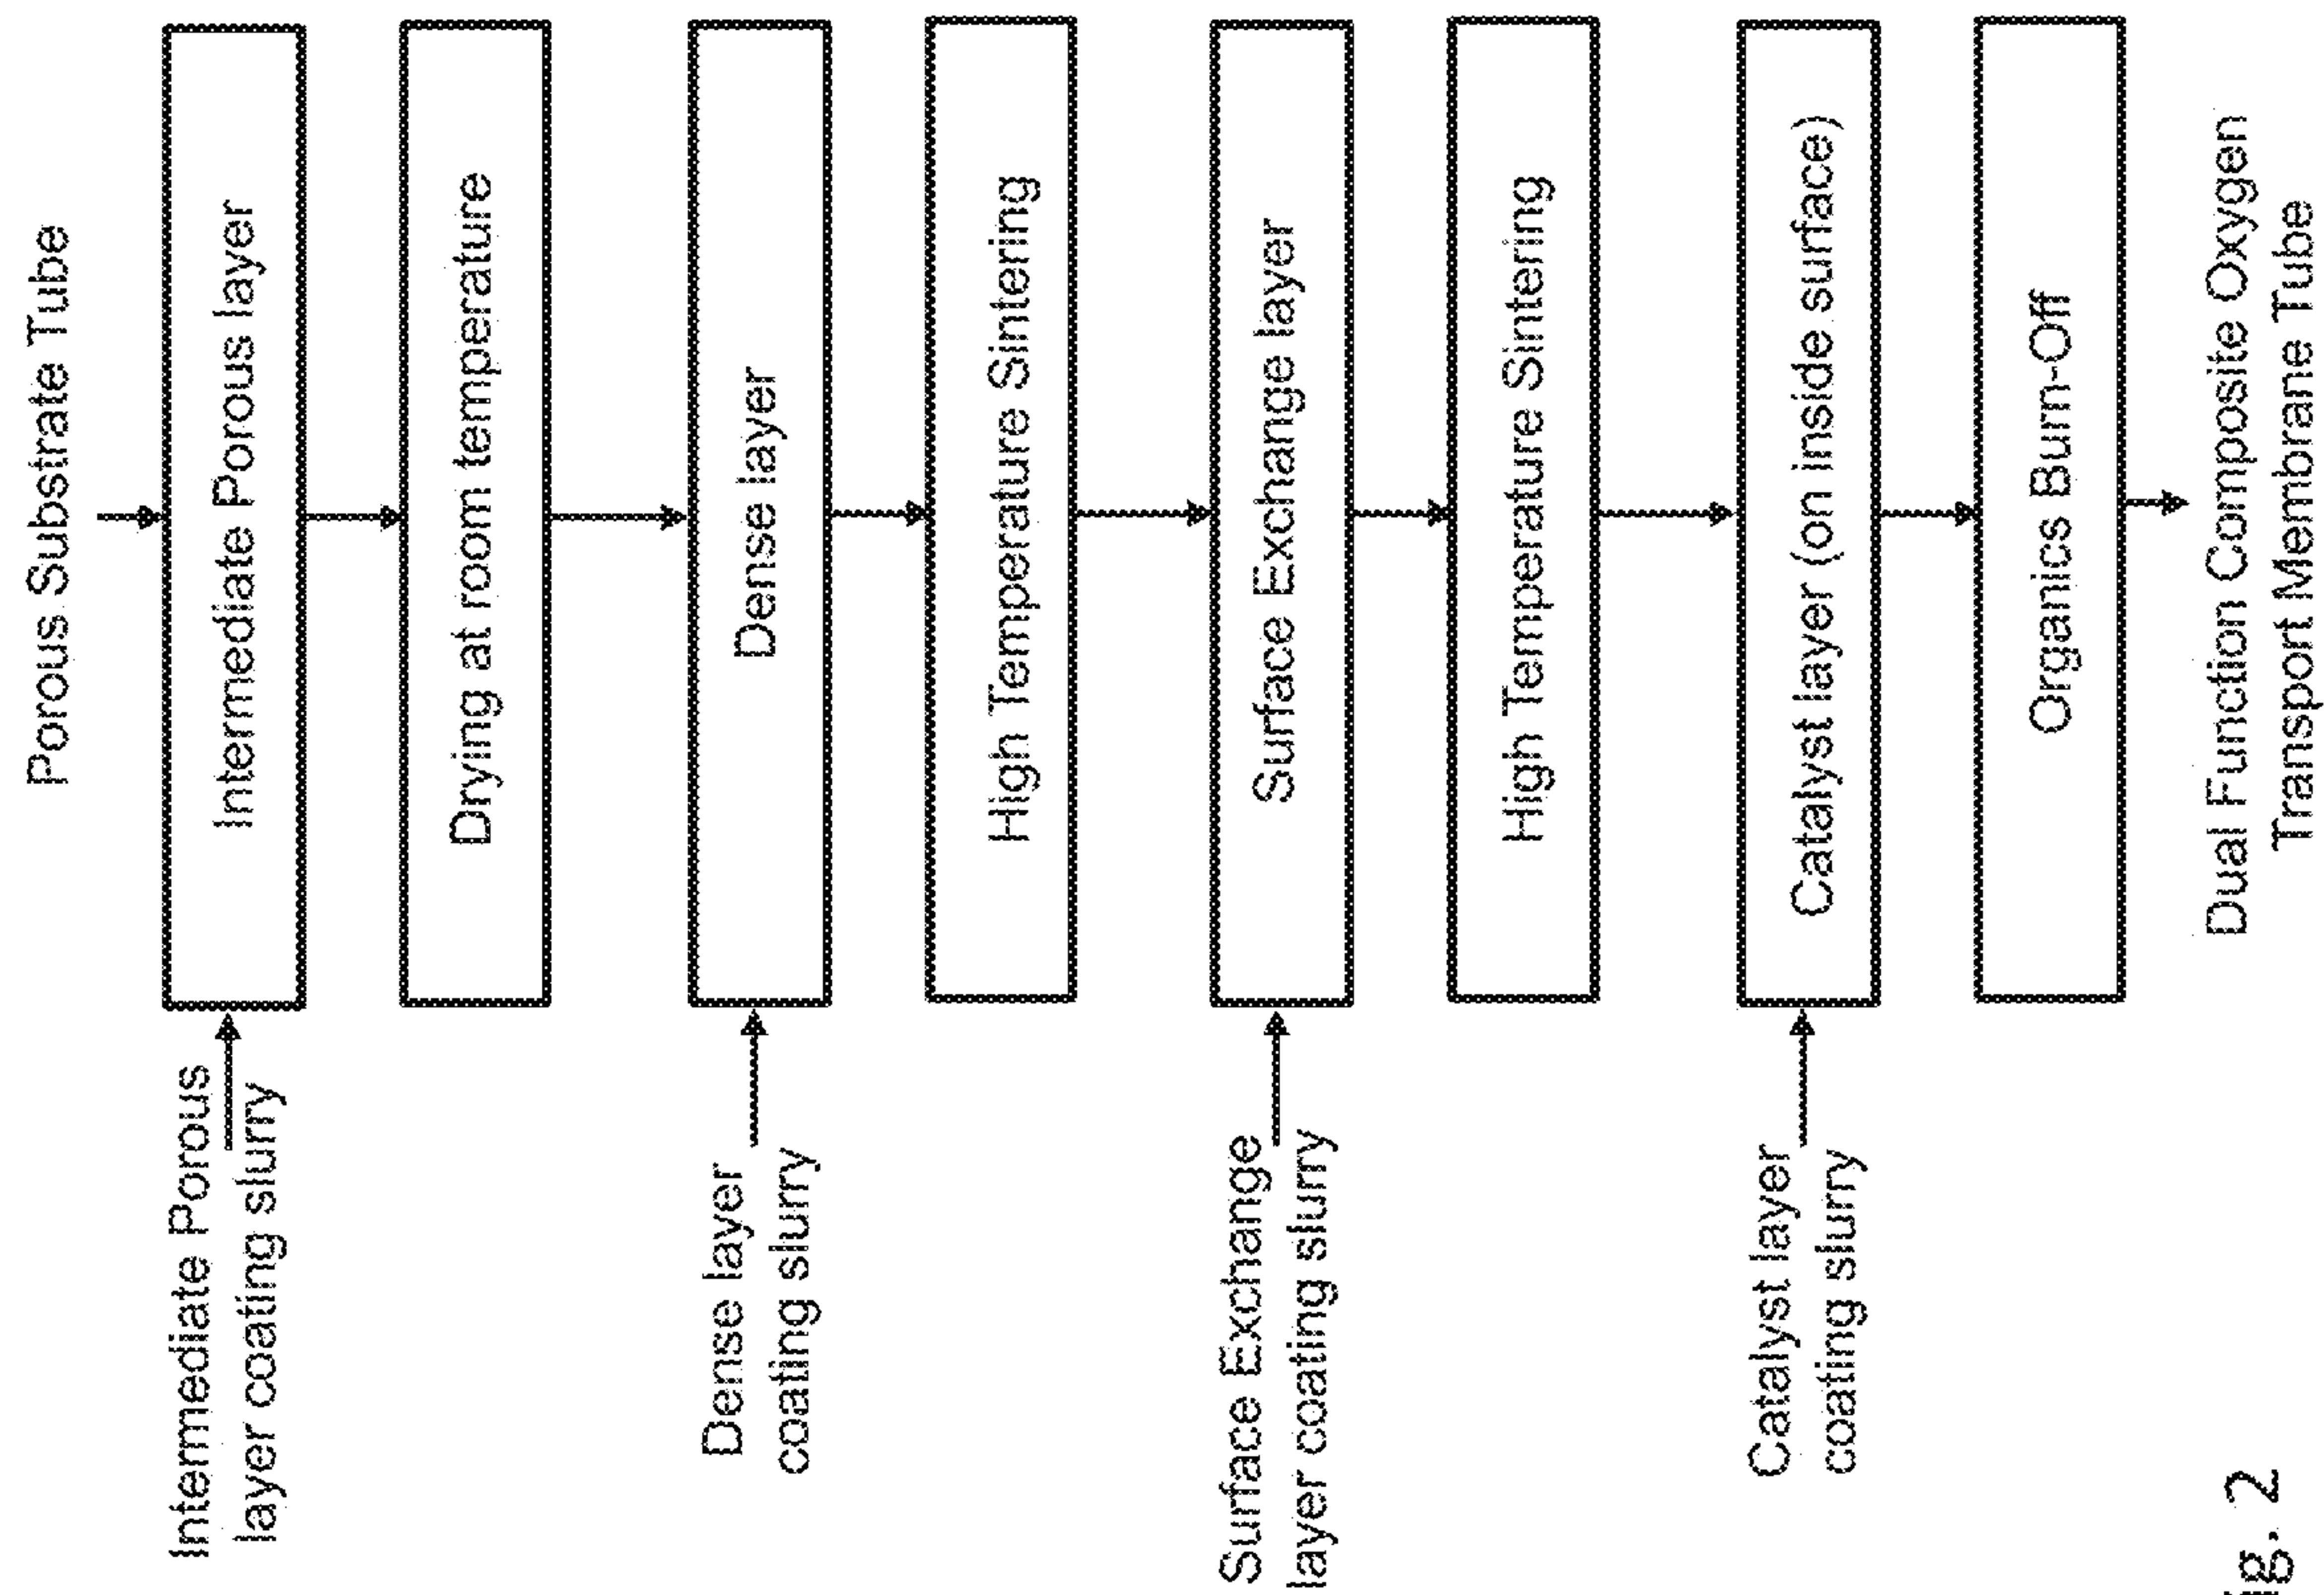 Porous Substrate Tube
Intermediate Porous
layer coating slurry
Intermediate Porous layer
Drying at room temperature
Dense layer
coating slurry
Dense layer
High Temperature Sintering
Surface Exchange
layer coating slurry
Surface Exchange layer
High Temperature Sintering
Catalyst layer
coating slurry
Catalyst layer (on inside surface)
Organics Burn-Off
Dual Function Composite Oxygen
Transport Membrane Tube
ig. 2